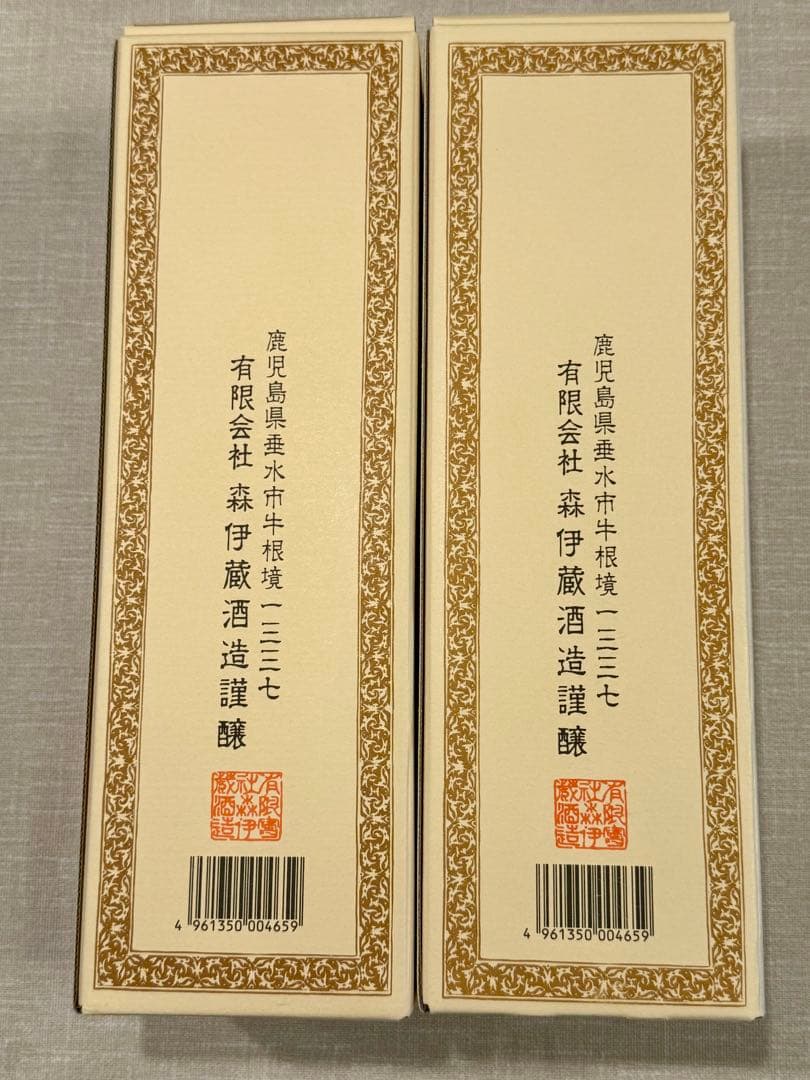 鹿児島県垂水市牛根境一三三七
有限会社 森伊蔵酒造謹醸
有限會
社森伊
蔵酒造
4 961350 004659
鹿児島県垂水市牛根境一三三七
有限会社 森伊蔵酒造謹醸
有限會
社森伊
蔵酒造
4 961350 004659